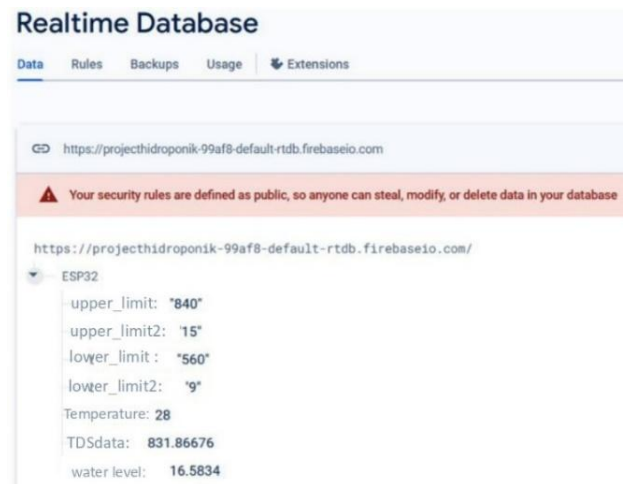 Realtime Database
Data Rules Backups Usage Extensions
https://projecthidroponik-99af8-default-rtdb.firebaseio.com
Your security rules are defined as public, so anyone can steal, modify, or delete data in your database
https://projecthidroponik-99af8-default-rtdb.firebaseio.com/
ESP32
upper_limit: "840"
upper_limit2: '15"
lower_limit : "560"
lower_limit2: '9"
Temperature: 28
TDSdata: 831.86676
water level: 16.5834